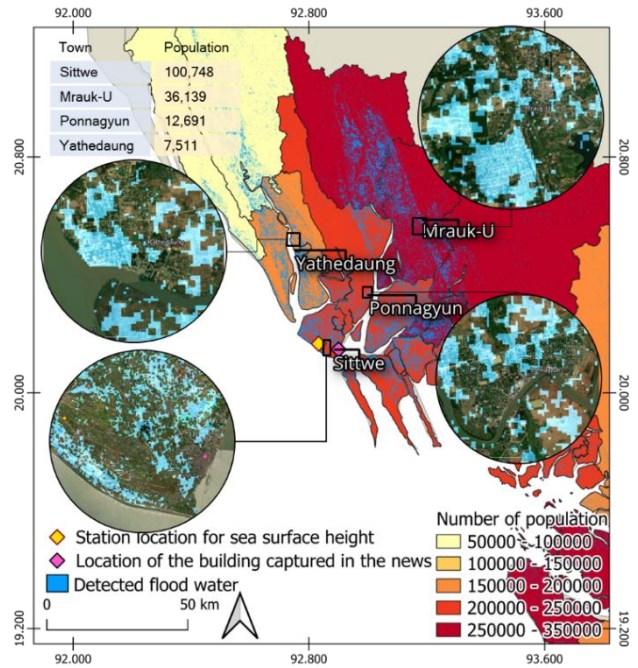 92.000 92.800 93.600
Town Population
Sittwe 100,748
Mrauk-U 36,139
Ponnagyun 12,691
Yathedaung 7,511
20.800 20.800
Mrauk-U
Yathedaung
Ponnagyun
Sittwe
20.000 20.000
Station location for sea surface height
Location of the building captured in the news
Detected flood water
0 50 km
Number of population
50000 - 100000
100000 - 150000
150000 - 200000
200000 - 250000
250000 - 350000
19.200 19.200
92.000 92.800 93.600